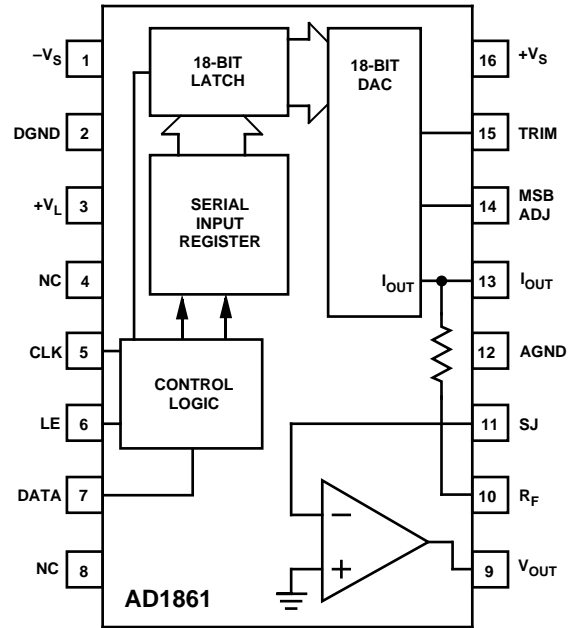 –VS 1
DGND 2
+VL 3
NC 4
CLK 5
LE 6
DATA 7
NC 8
18-BIT
LATCH
18-BIT
DAC
SERIAL
INPUT
REGISTER
IOUT
CONTROL
LOGIC
–
+
AD1861
16 +VS
15 TRIM
14 MSB
ADJ
13 IOUT
12 AGND
11 SJ
10 RF
9 VOUT